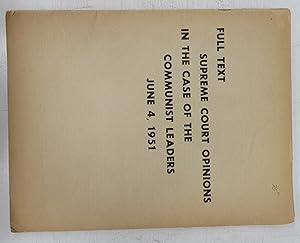 FULL TEXT
SUPREME COURT OPINIONS
IN THE CASE OF THE
COMMUNIST LEADERS
JUNE 4, 1951